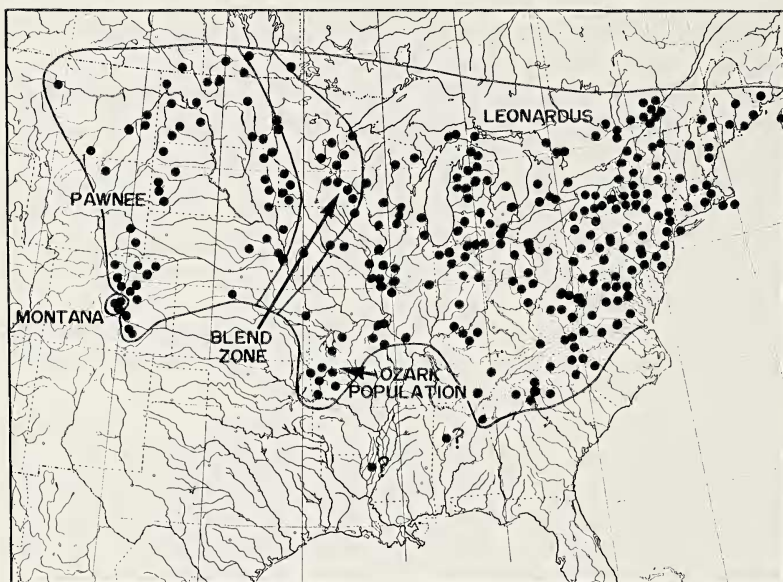 LEONARDUS
PAWNEE
MONTANA
BLEND
ZONE
OZARK
POPULATION
?
?